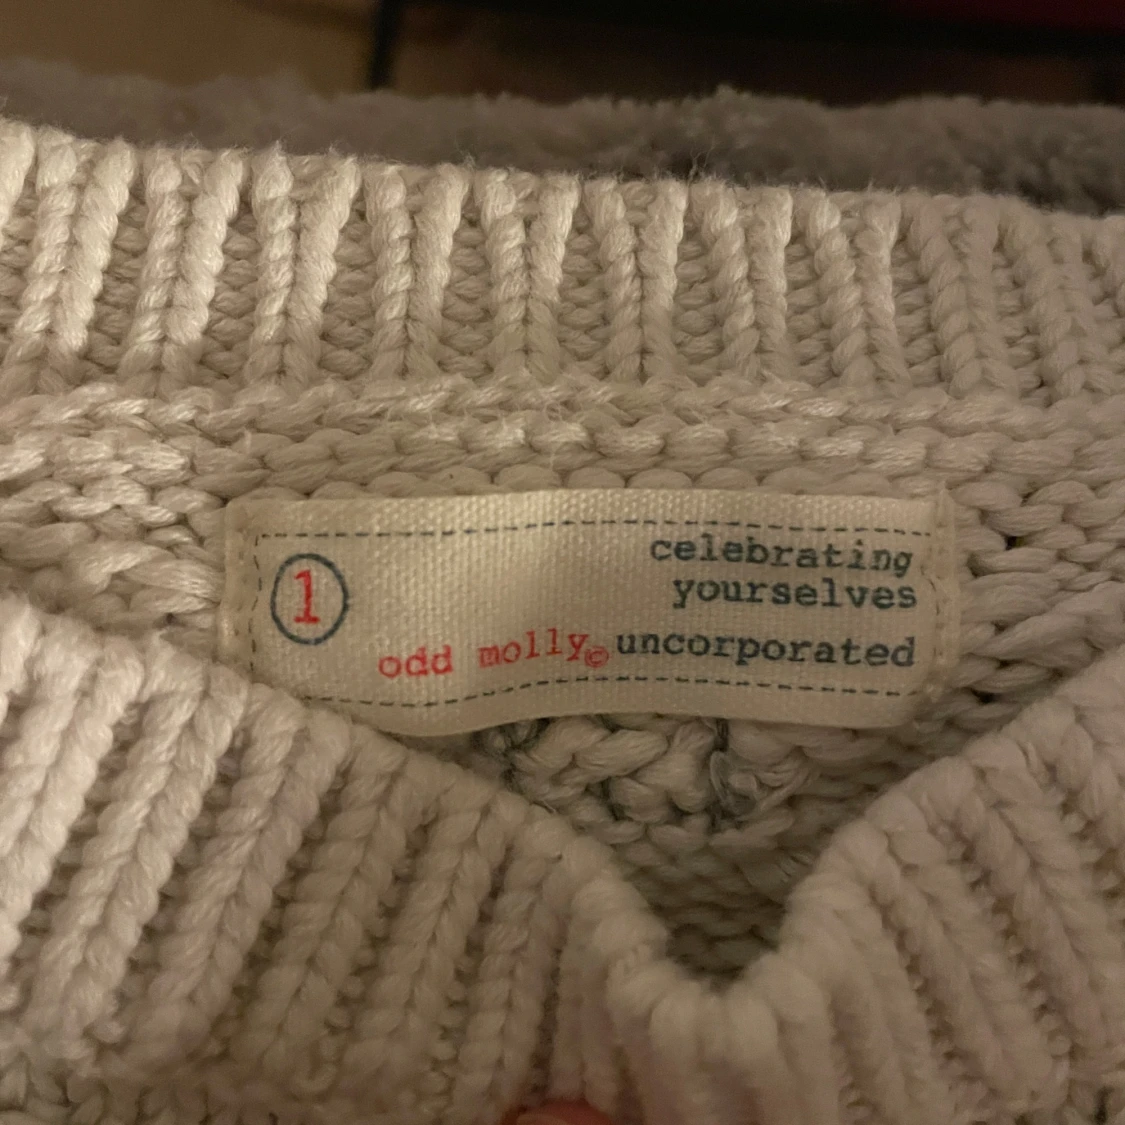 1
celebrating
yourselves
odd molly© uncorporated